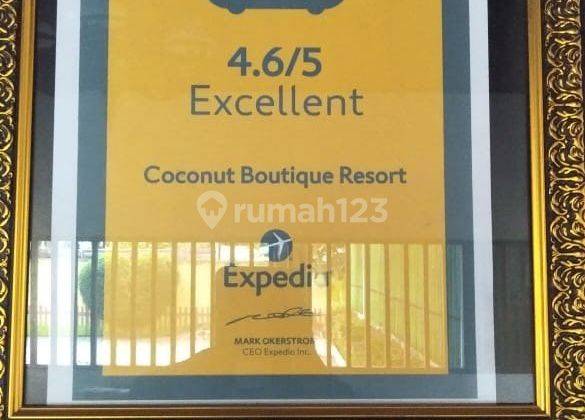 4.6/5
Excellent
Coconut Boutique Resort
rumah123
Expedia
MARK OKERSTROM
CEO Expedia Inc.